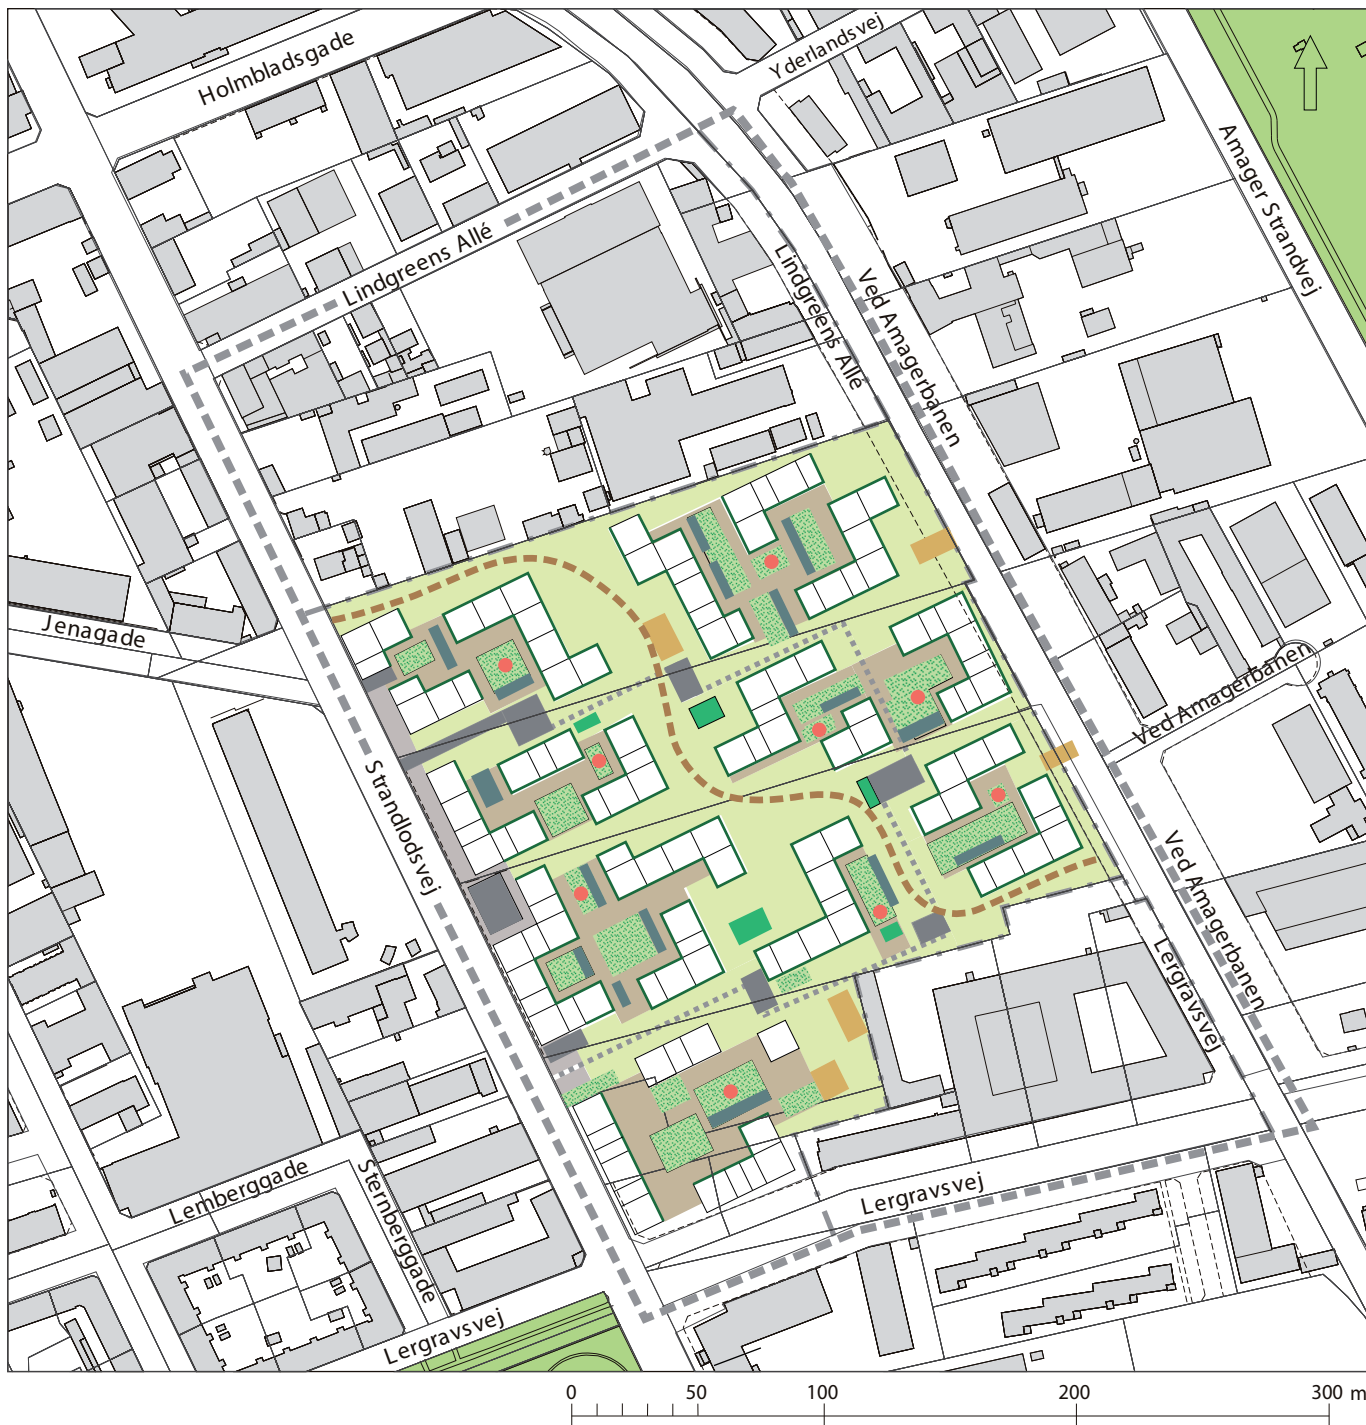 Holmbladsgade
Yderlandsvej
Amager Strandvej
Lindgreens Allé
Lindgreens Allé
Ved Amagerbanen
Jenagade
Ved Amagerbanen
Strandlodsvej
Ved Amagerbanen
Lergravsvej
Lemberggade
Sternberggade
Lergravsvej
Lergravsvej
0 50 100 200 300 m